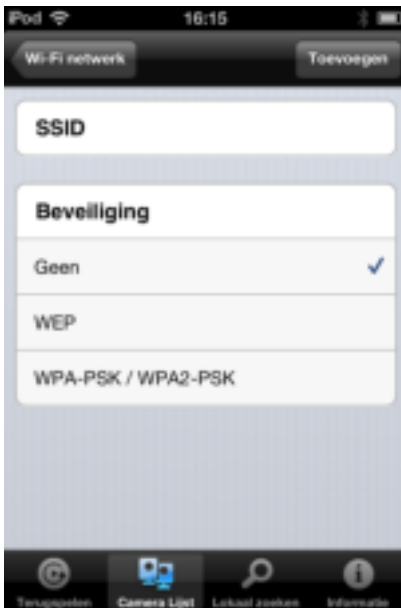 iPod 16:15
Wi-Fi netwerk Toevoegen
SSID
Beveiliging
Geen
WEP
WPA-PSK / WPA2-PSK
Terugspelen Camera Lijst Lokaal zoeken Informatie